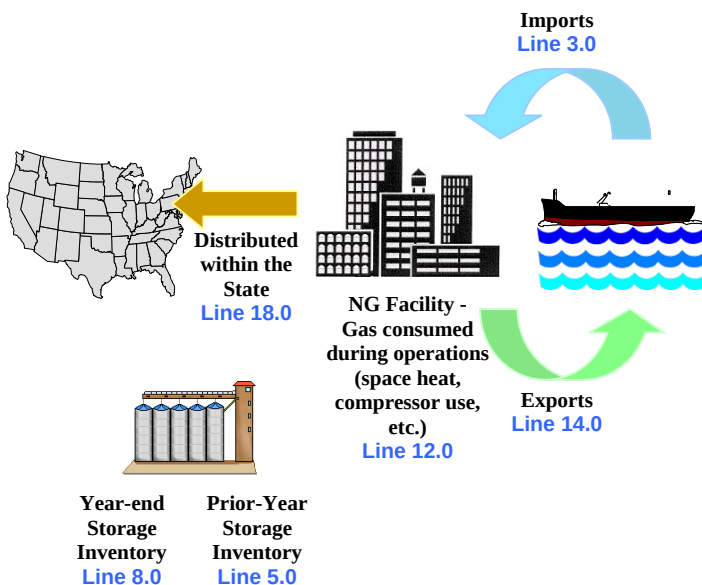 Imports
Line 3.0
Distributed
within the
State
Line 18.0
NG Facility -
Gas consumed
during operations
(space heat,
compressor use,
etc.)
Line 12.0
Exports
Line 14.0
Year-end
Storage
Inventory
Line 8.0
Prior-Year
Storage
Inventory
Line 5.0